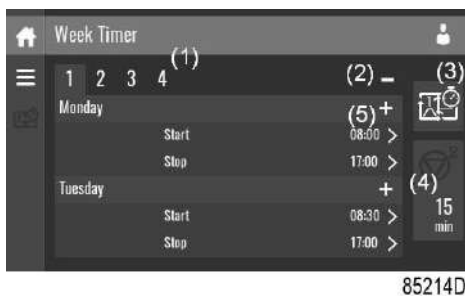 Week Timer
(1)
1 2 3 4 (2) − (3)
Monday (5) +
Start 08:00 >
Stop 17:00 >
Tuesday + (4)
Start 08:30 >
Stop 17:00 >
15
min
85214D